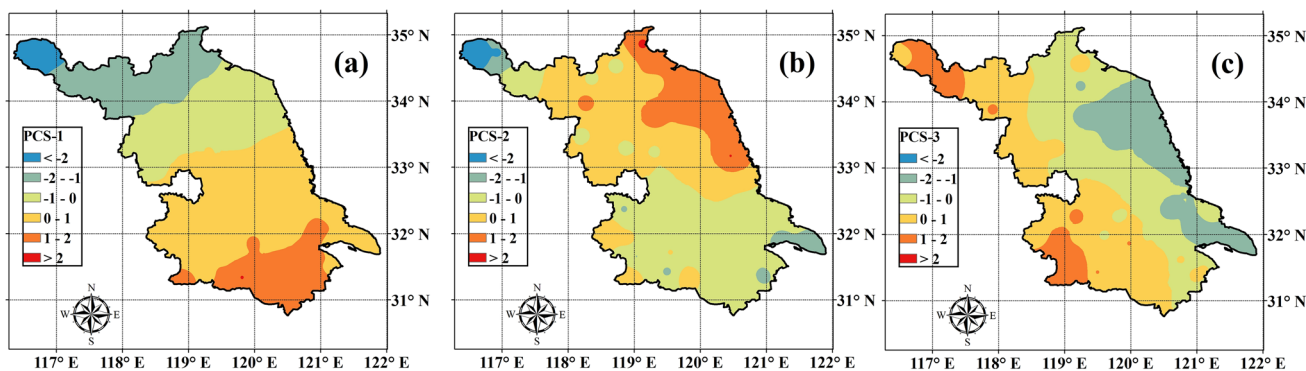 (a)
35° N
34° N
33° N
32° N
31° N
PCS-1
< -2
-2 - -1
-1 - 0
0 - 1
1 - 2
> 2
N
W E
S
117° E 118° E 119° E 120° E 121° E 122° E
(b)
35° N
34° N
33° N
32° N
31° N
PCS-2
< -2
-2 - -1
-1 - 0
0 - 1
1 - 2
> 2
N
W E
S
117° E 118° E 119° E 120° E 121° E 122° E
(c)
35° N
34° N
33° N
32° N
31° N
PCS-3
< -2
-2 - -1
-1 - 0
0 - 1
1 - 2
> 2
N
W E
S
117° E 118° E 119° E 120° E 121° E 122° E